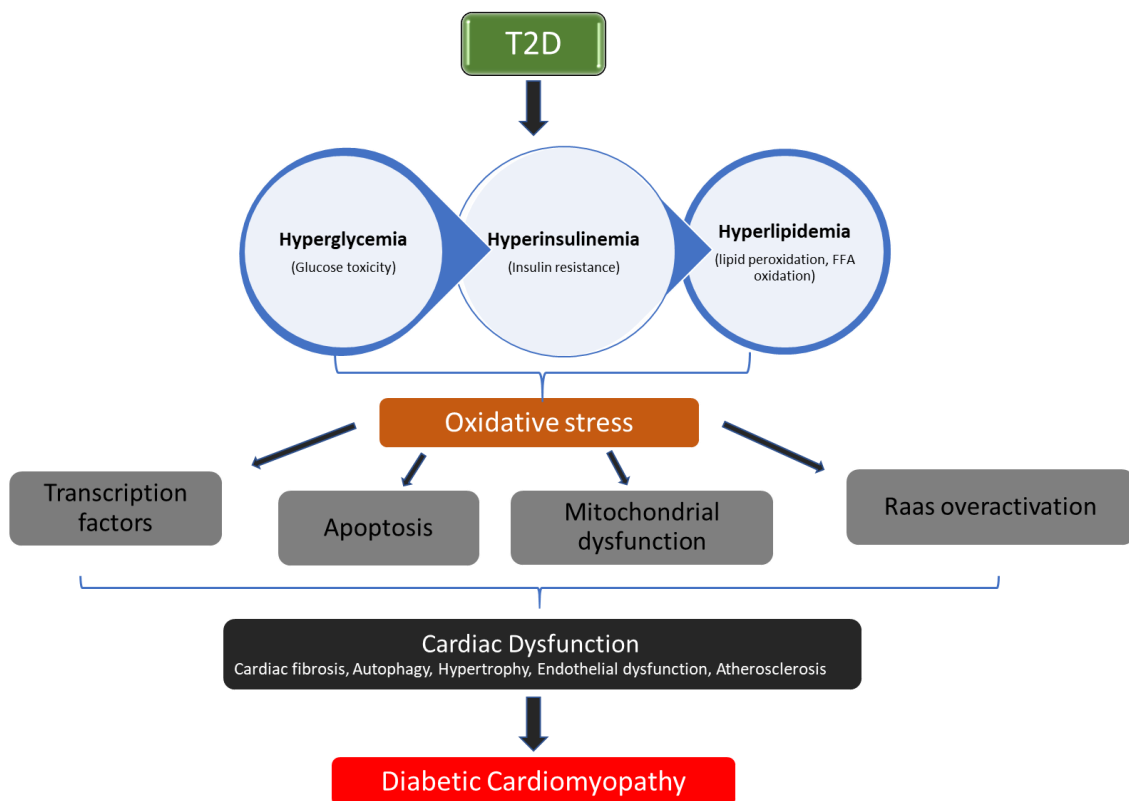 T2D
Hyperglycemia
(Glucose toxicity)
Hyperinsulinemia
(Insulin resistance)
Hyperlipidemia
(lipid peroxidation, FFA
oxidation)
Oxidative stress
Transcription
factors
Apoptosis
Mitochondrial
dysfunction
Raas overactivation
Cardiac Dysfunction
Cardiac fibrosis, Autophagy, Hypertrophy, Endothelial dysfunction, Atherosclerosis
Diabetic Cardiomyopathy